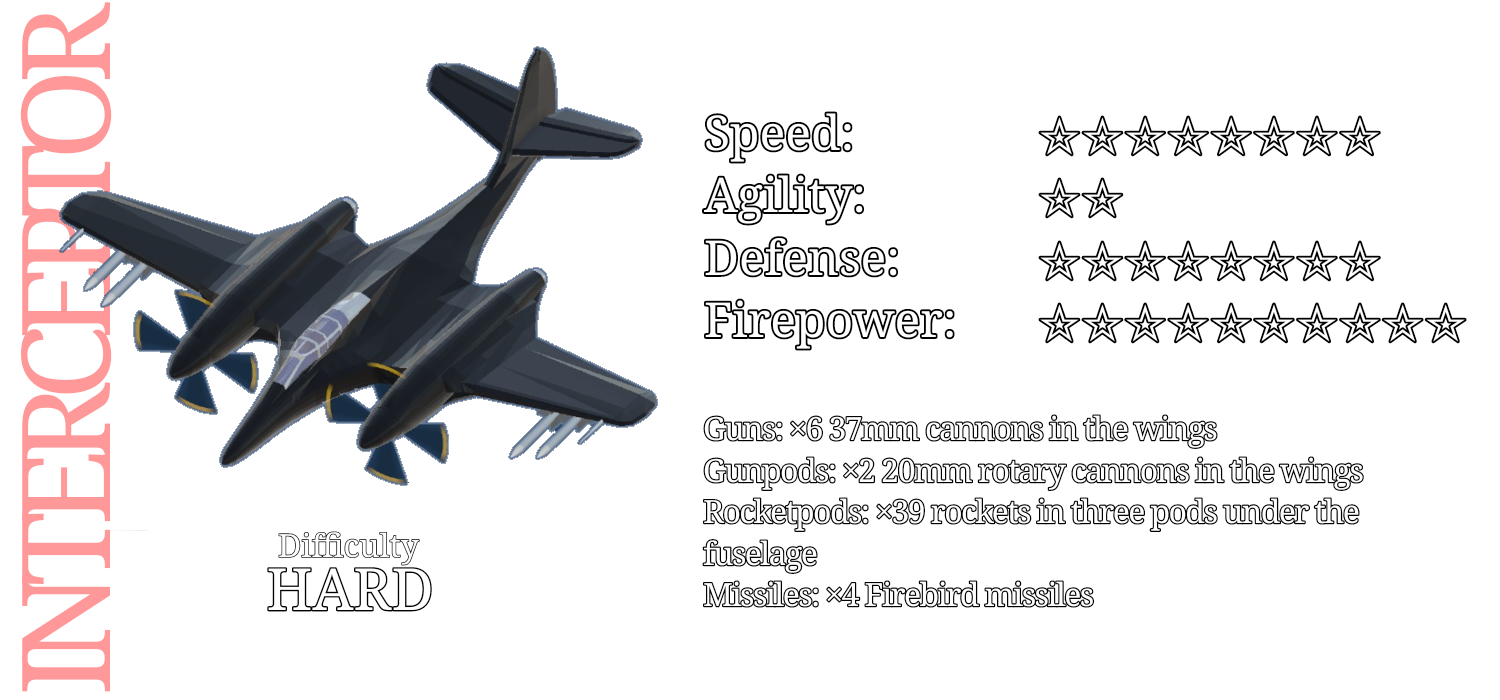 INTERCEPTOR
Speed:
Agility:
Defense:
Firepower:
Guns: ×6 37mm cannons in the wings
Gunpods: ×2 20mm rotary cannons in the wings
Rocketpods: ×39 rockets in three pods under the
fuselage
Missiles: ×4 Firebird missiles
Difficulty
HARD